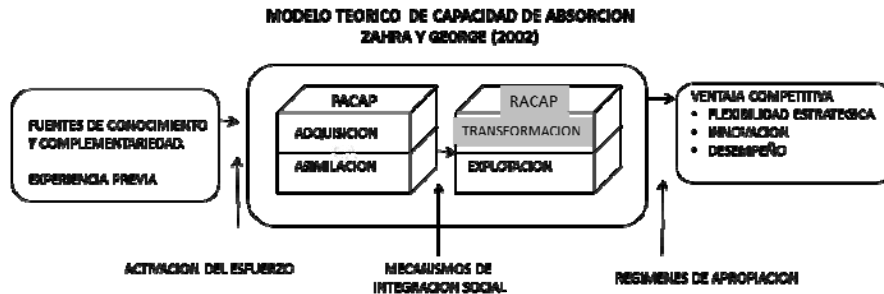 MODELO TEORICO DE CAPACIDAD DE ABSORCION
ZAHRA Y GEORGE (2002)
FUENTES DE CONOCIMIENTO
Y COMPLEMENTARIEDAD.
EXPERIENCIA PREVIA
PACAP
ADQUISICION
ASIMILACION
RACAP
TRANSFORMACION
EXPLOTACION
VENTAJA COMPETITIVA
• FLEXIBILIDAD ESTRATEGICA
• INNOVACION
• DESEMPEÑO
ACTIVACION DEL ESFUERZO
MECANISMOS DE
INTEGRACION SOCIAL
REGIMENES DE APROPIACION